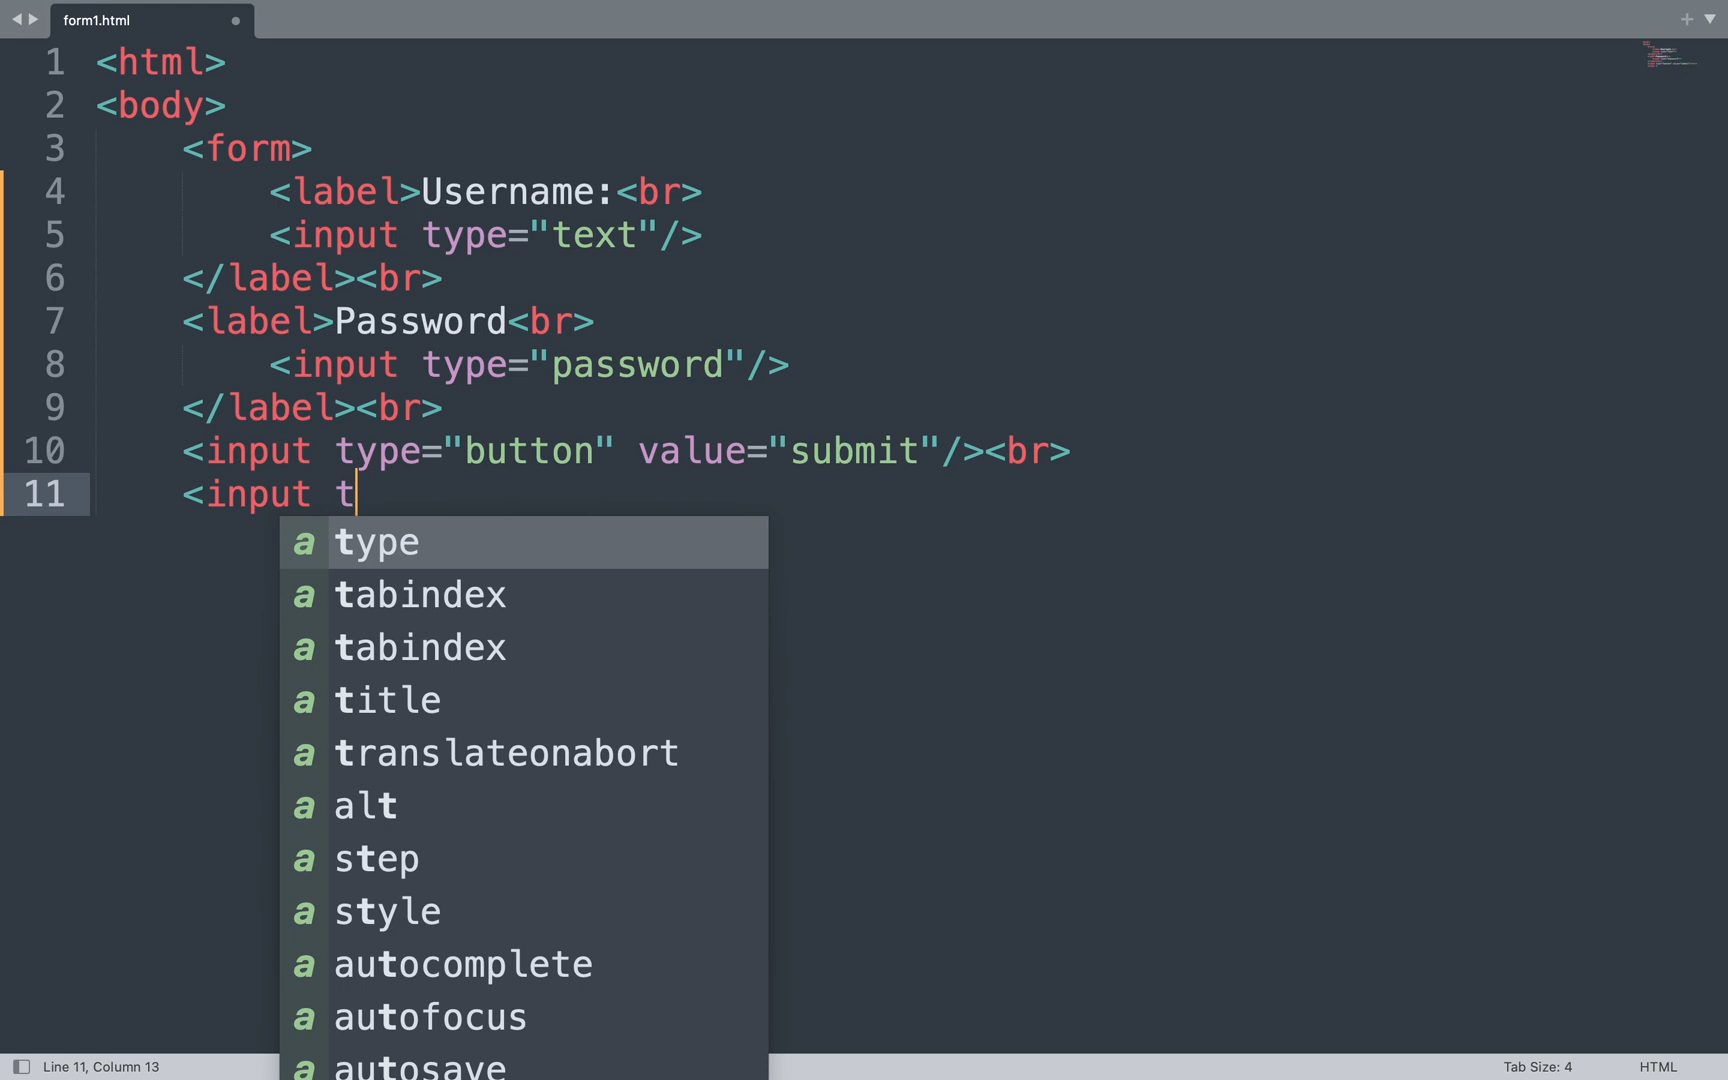 form1.html
1 <html>
2 <body>
3 <form>
4 <label>Username:<br>
5 <input type="text"/>
6 </label><br>
7 <label>Password<br>
8 <input type="password"/>
9 </label><br>
10 <input type="button" value="submit"/><br>
11 <input t
a type
a tabindex
a tabindex
a title
a translateonabort
a alt
a step
a style
a autocomplete
a autofocus
a autosave
Line 11, Column 13
Tab Size: 4
HTML